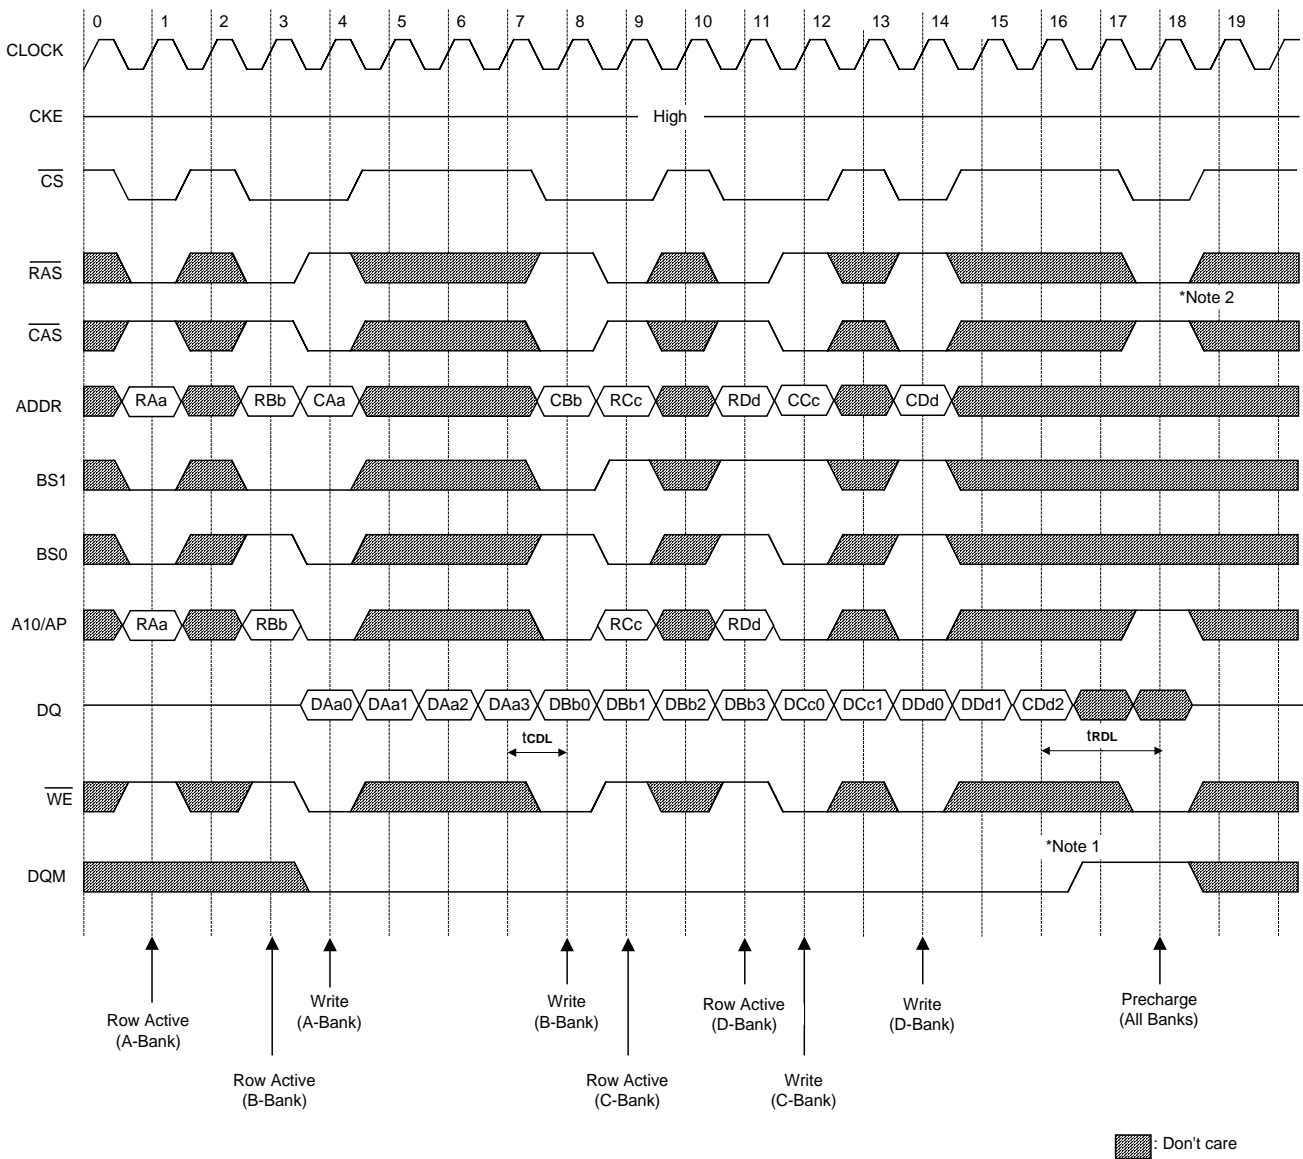 0 1 2 3 4 5 6 7 8 9 10 11 12 13 14 15 16 17 18 19
CLOCK
CKE High
CS
RAS
*Note 2
CAS
ADDR RAa RBb CAa CBb RCc RDd CCc CDd
BS1
BS0
A10/AP RAa RBb RCc RDd
DQ DAa0 DAa1 DAa2 DAa3 DBb0 DBb1 DBb2 DBb3 DCc0 DCc1 DDd0 DDd1 CDd2
tCDL tRDL
WE
*Note 1
DQM
Row Active
(A-Bank)
Row Active
(B-Bank)
Write
(A-Bank)
Write
(B-Bank)
Row Active
(C-Bank)
Row Active
(D-Bank)
Write
(C-Bank)
Write
(D-Bank)
Precharge
(All Banks)
: Don't care